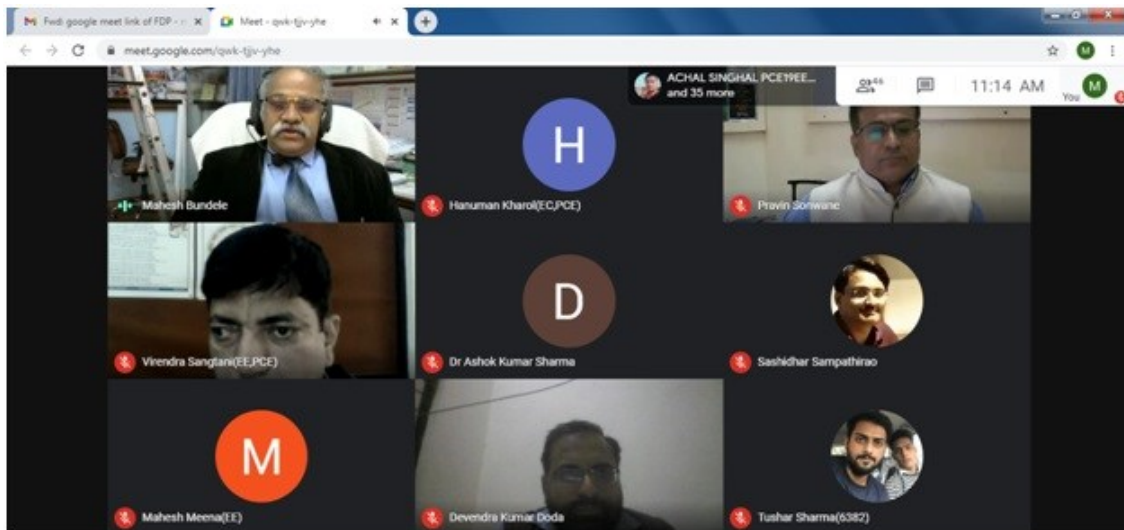 Fwd: google meet link of FDP - r
Meet - qwk-tjjv-yhe
meet.google.com/qwk-tjjv-yhe
M
ACHAL SINGHAL PCE19EE...
and 35 more
46
11:14 AM
You
M
Mahesh Bundele
H
Hanuman Kharol(EC,PCE)
Pravin Sonwane
Virendra Sangtani(EE,PCE)
D
Dr Ashok Kumar Sharma
Sashidhar Sampathirao
M
Mahesh Meena(EE)
Devendra Kumar Doda
Tushar Sharma(6382)